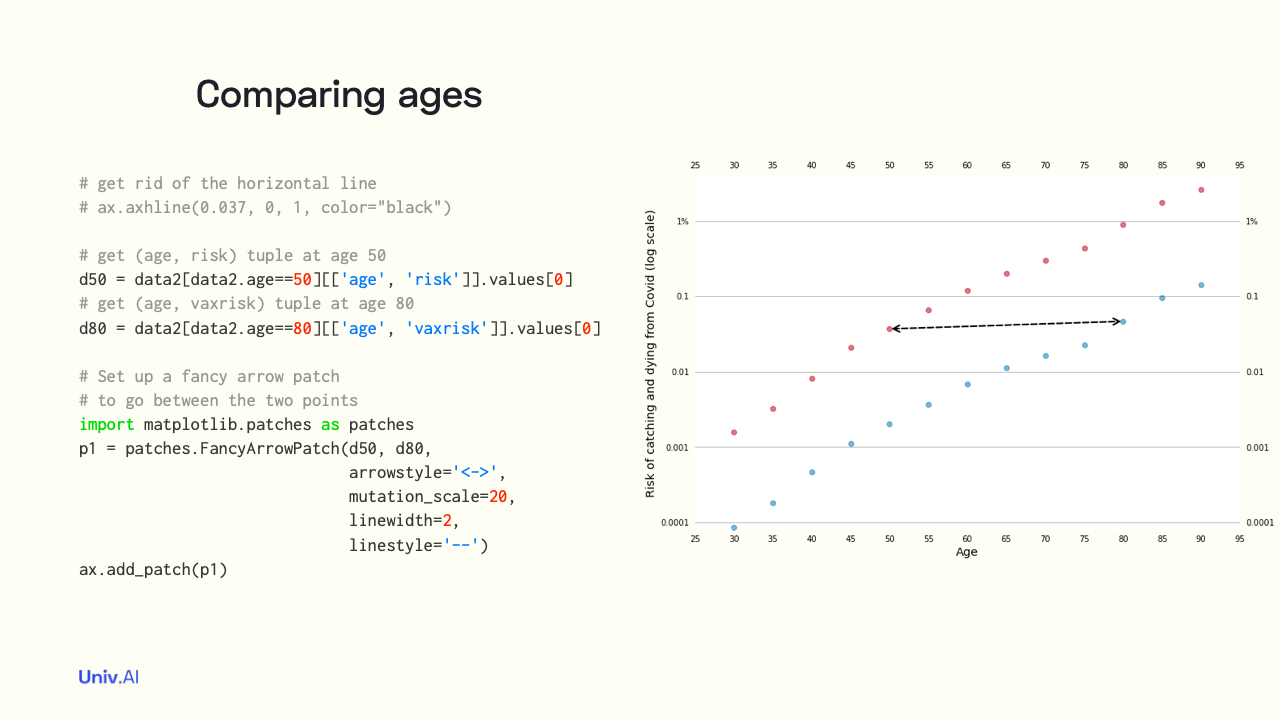 Comparing ages
# get rid of the horizontal line
# ax.axhline(0.037, 0, 1, color="black")
# get (age, risk) tuple at age 50
d50 = data2[data2.age==50][['age', 'risk']].values[0]
# get (age, vaxrisk) tuple at age 80
d80 = data2[data2.age==80][['age', 'vaxrisk']].values[0]
# Set up a fancy arrow patch
# to go between the two points
import matplotlib.patches as patches
p1 = patches.FancyArrowPatch(d50, d80,
arrowstyle='<->',
mutation_scale=20,
linewidth=2,
linestyle='--')
ax.add_patch(p1)
25 30 35 40 45 50 55 60 65 70 75 80 85 90 95
Risk of catching and dying from Covid (log scale)
1% 1%
0.1 0.1
0.01 0.01
0.001 0.001
0.0001 0.0001
25 30 35 40 45 50 55 60 65 70 75 80 85 90 95
Age
Univ.AI